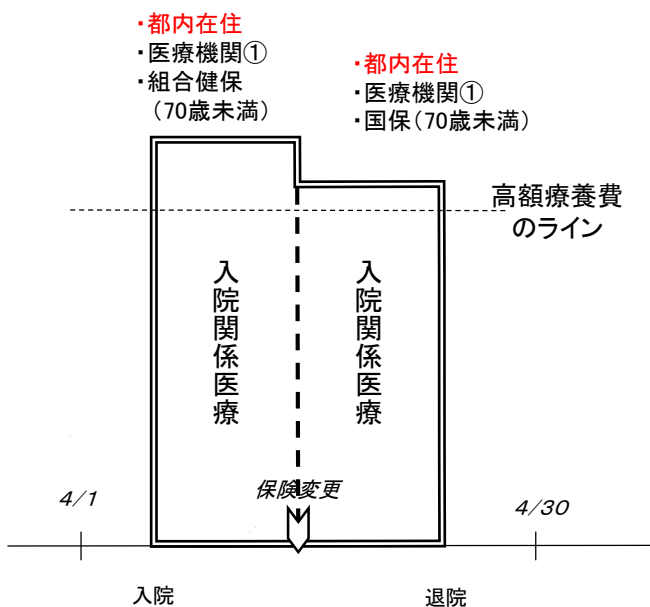 ・都内在住
・医療機関①
・組合健保
（70歳未満）
・都内在住
・医療機関①
・国保（70歳未満）
高額療養費
のライン
入院関係医療
入院関係医療
保険変更
4/1
4/30
入院
退院